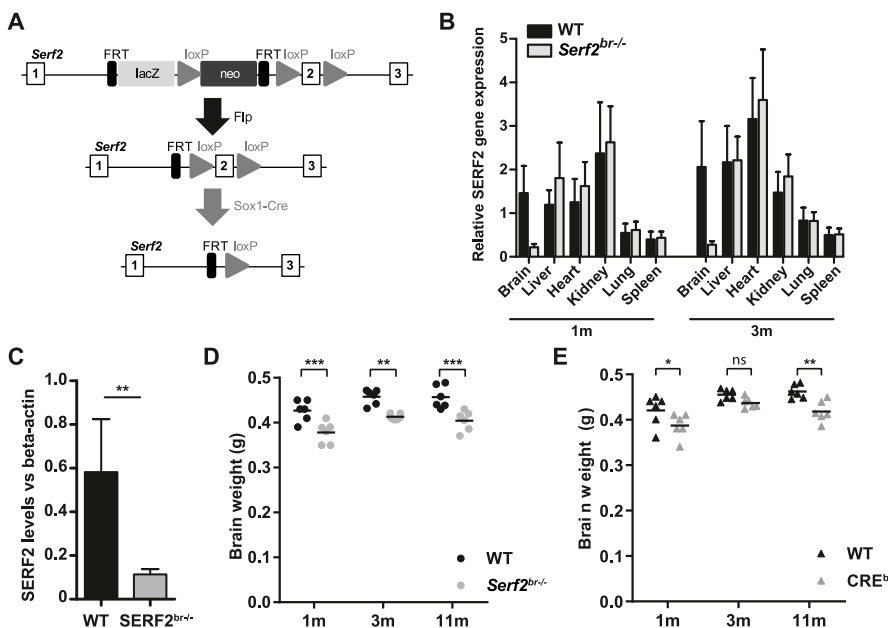 A
Serf2
FRT
loxP
FRT
loxP
loxP
1
lacZ
neo
2
3
Flp
Serf2
FRT
loxP
loxP
1
2
3
Sox1-Cre
Serf2
FRT
loxP
1
3
B
WT
Serf2br-/-
Relative SERF2 gene expression
5
4
3
2
1
0
Brain
Liver
Heart
Kidney
Lung
Spleen
Brain
Liver
Heart
Kidney
Lung
Spleen
1m
3m
C
SERF2 levels vs beta-actin
1.0
0.8
0.6
0.4
0.2
0
**
WT
SERF2br-/-
D
Brain weight (g)
0.5
0.4
0.3
0.2
0.1
0.0
***
**
***
WT
Serf2br-/-
1m
3m
11m
E
Brai n w eight (g)
0.5
0.4
0.3
0.2
0.1
0.0
*
ns
**
WT
CREb
1m
3m
11m